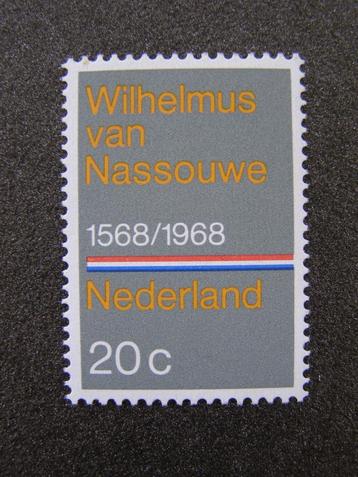 Wilhelmus
van
Nassouwe
1568/1968
Nederland
20 c